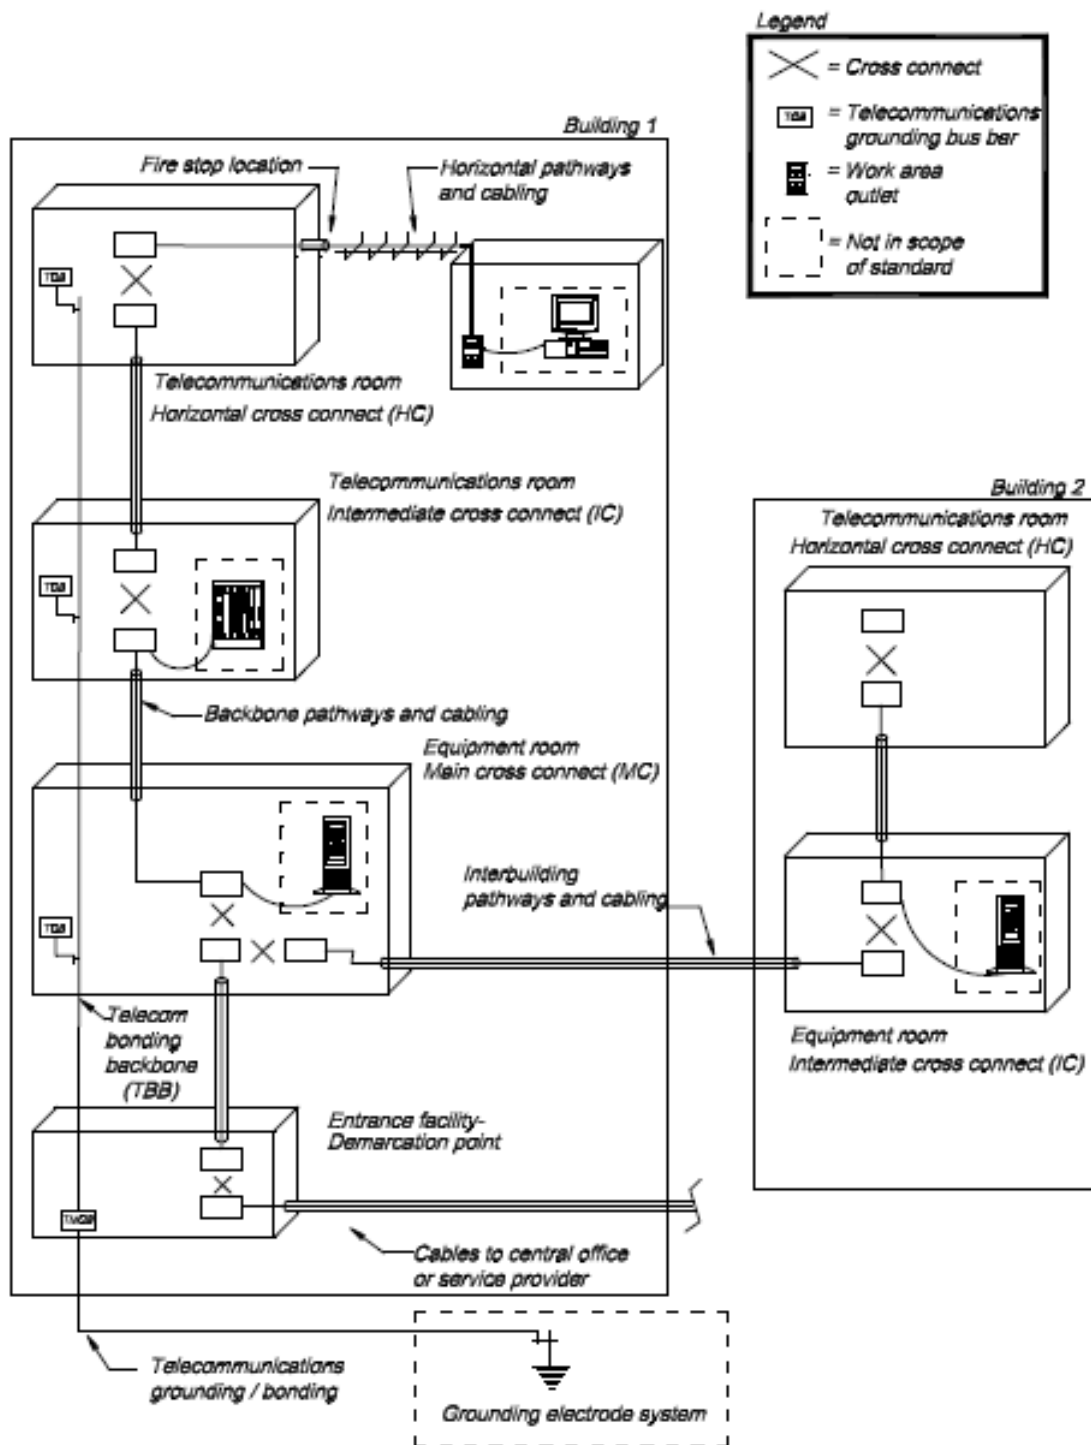 Legend
= Cross connect
TGB
= Telecommunications
grounding bus bar
= Work area
outlet
= Not in scope
of standard
Building 1
Fire stop location
Horizontal pathways
and cabling
TGB
Telecommunications room
Horizontal cross connect (HC)
Telecommunications room
Intermediate cross connect (IC)
TGB
Backbone pathways and cabling
Equipment room
Main cross connect (MC)
TGB
Interbuilding
pathways and cabling
Telecom
bonding
backbone
(TBB)
Entrance facility-
Demarcation point
TMGB
Cables to central office
or service provider
Telecommunications
grounding / bonding
Grounding electrode system
Building 2
Telecommunications room
Horizontal cross connect (HC)
Equipment room
Intermediate cross connect (IC)